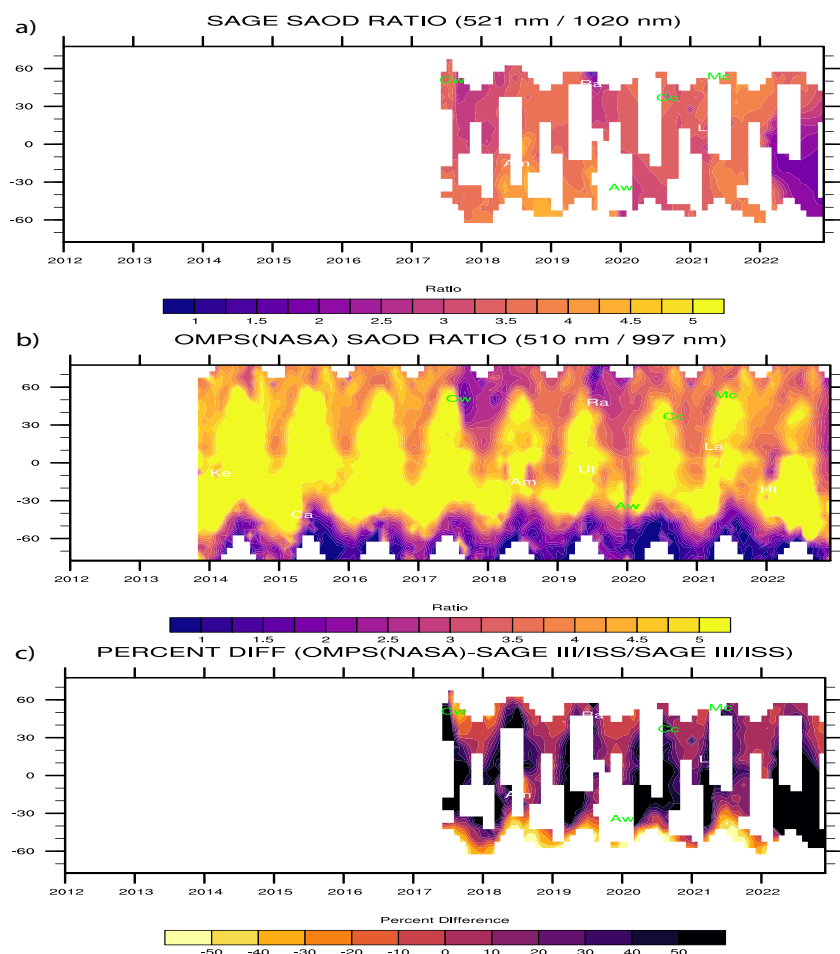 a)
SAGE SAOD RATIO (521 nm / 1020 nm)
60
30
0
-30
-60
Cw
Ra
Cc
Mc
L
Am
Aw
2012 2013 2014 2015 2016 2017 2018 2019 2020 2021 2022
Ratio
1 1.5 2 2.5 3 3.5 4 4.5 5
b)
OMPS(NASA) SAOD RATIO (510 nm / 997 nm)
60
30
0
-30
-60
Cw
Ra
Cc
Mc
La
Ke
Ul
Am
Ht
Ca
Aw
2012 2013 2014 2015 2016 2017 2018 2019 2020 2021 2022
Ratio
1 1.5 2 2.5 3 3.5 4 4.5 5
c)
PERCENT DIFF (OMPS(NASA)-SAGE III/ISS/SAGE III/ISS)
60
30
0
-30
-60
Cw
Ra
Cc
Mc
L
Am
Aw
2012 2013 2014 2015 2016 2017 2018 2019 2020 2021 2022
Percent Difference
-50 -40 -30 -20 -10 0 10 20 30 40 50